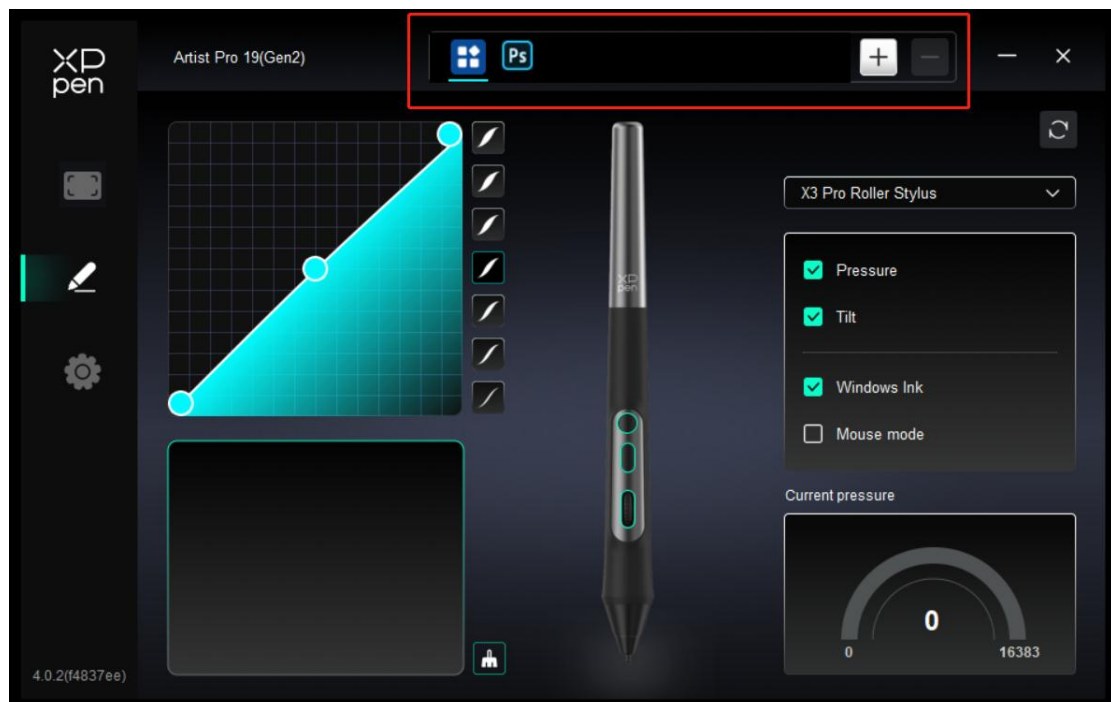 XP
pen
Artist Pro 19(Gen2)
Ps
X3 Pro Roller Stylus
XP
pen
Pressure
Tilt
Windows Ink
Mouse mode
Current pressure
0
0
16383
4.0.2(f4837ee)